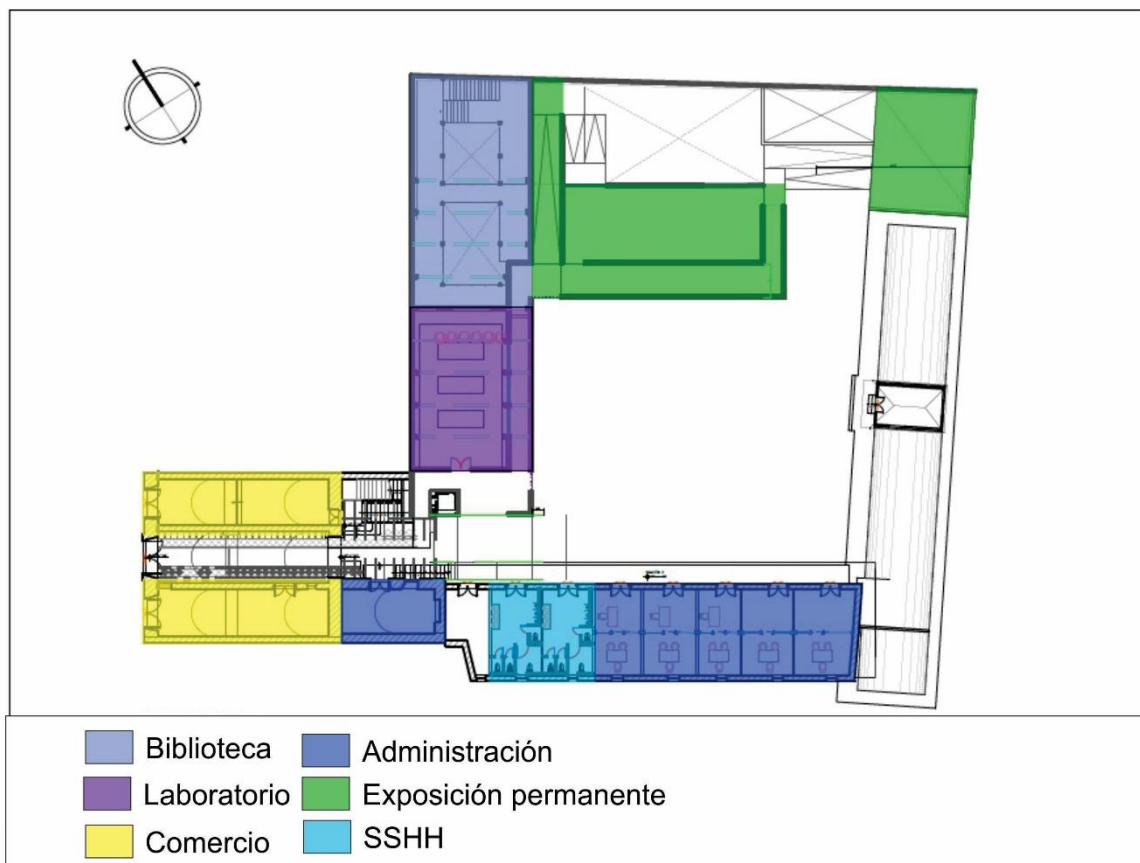 Biblioteca
Administración
Laboratorio
Exposición permanente
Comercio
SSHH